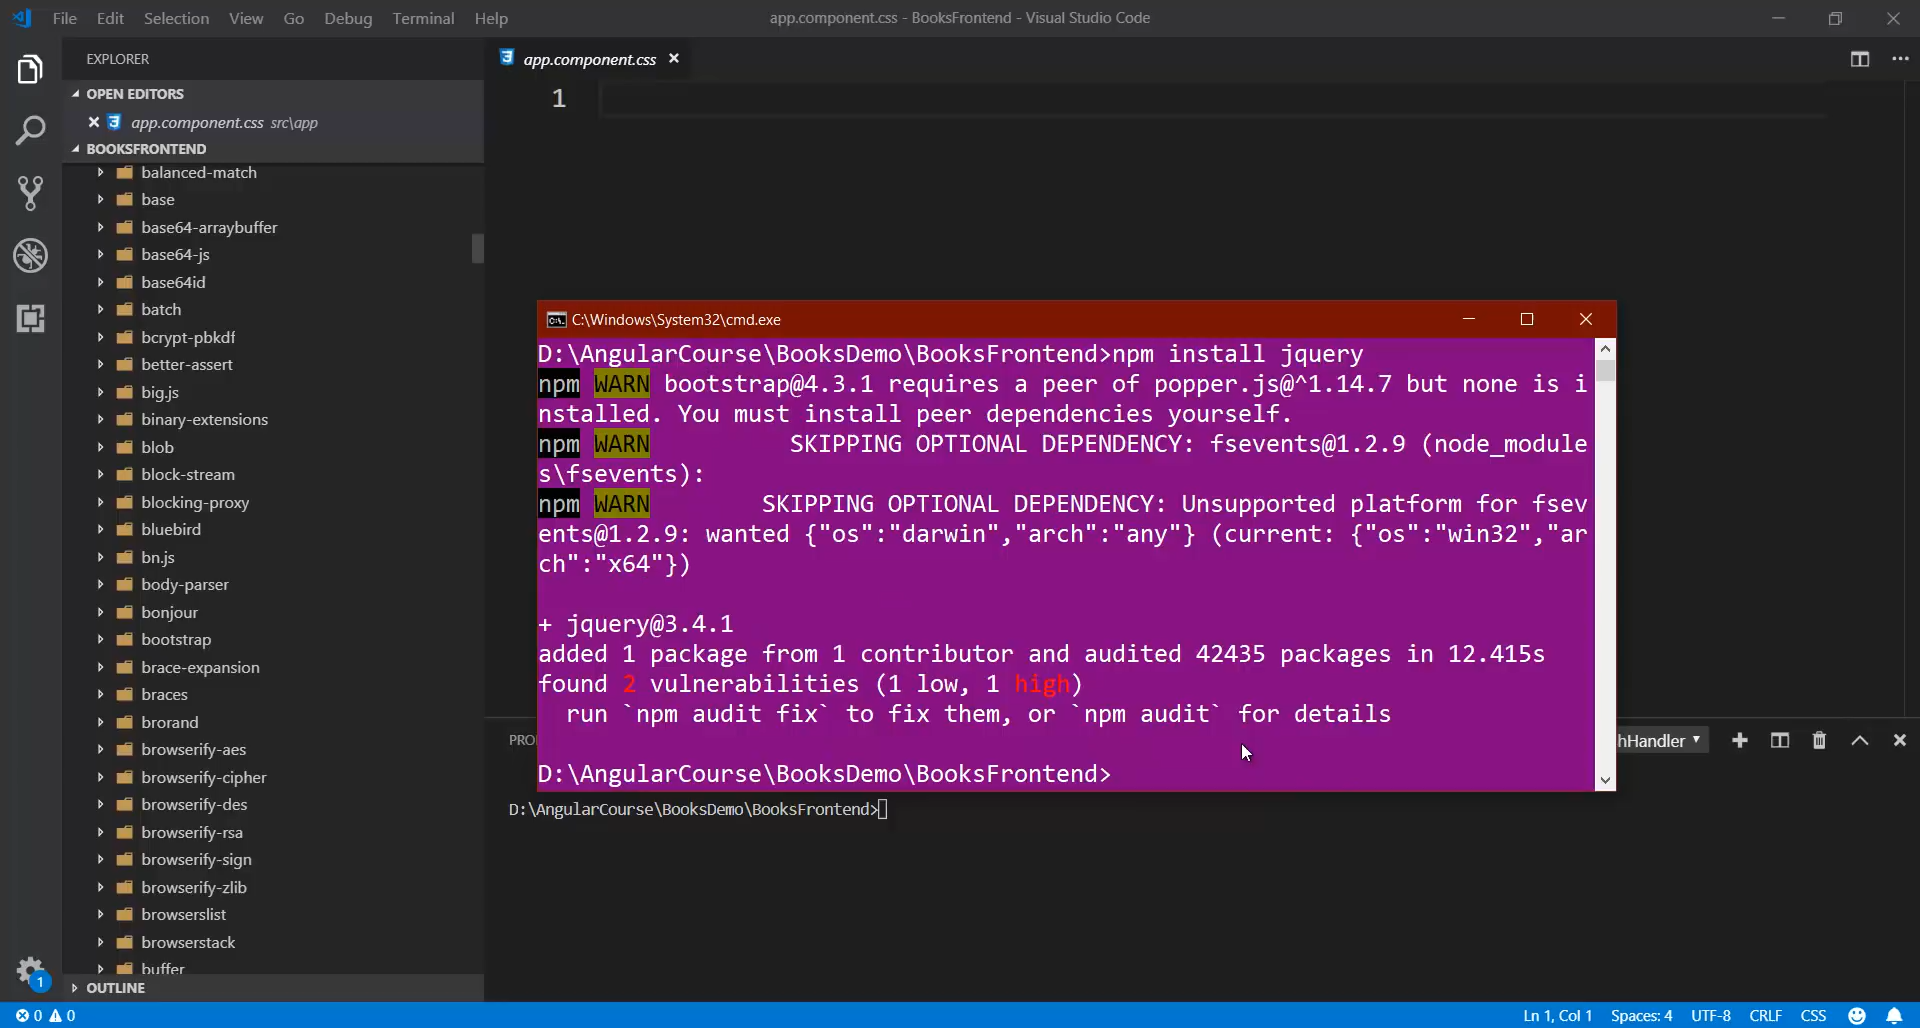 File Edit Selection View Go Debug Terminal Help
app.component.css - BooksFrontend - Visual Studio Code
EXPLORER
OPEN EDITORS
app.component.css src\app
BOOKSFRONTEND
balanced-match
base
base64-arraybuffer
base64-js
base64id
batch
bcrypt-pbkdf
better-assert
big.js
binary-extensions
blob
block-stream
blocking-proxy
bluebird
bn.js
body-parser
bonjour
bootstrap
brace-expansion
braces
brorand
browserify-aes
browserify-cipher
browserify-des
browserify-rsa
browserify-sign
browserify-zlib
browserslist
browserstack
buffer
OUTLINE
app.component.css
1
C:\Windows\System32\cmd.exe
D:\AngularCourse\BooksDemo\BooksFrontend>npm install jquery
npm WARN bootstrap@4.3.1 requires a peer of popper.js@^1.14.7 but none is i
nstalled. You must install peer dependencies yourself.
npm WARN SKIPPING OPTIONAL DEPENDENCY: fsevents@1.2.9 (node_module
s\fsevents):
npm WARN SKIPPING OPTIONAL DEPENDENCY: Unsupported platform for fsev
ents@1.2.9: wanted {"os":"darwin","arch":"any"} (current: {"os":"win32","ar
ch":"x64"})
+ jquery@3.4.1
added 1 package from 1 contributor and audited 42435 packages in 12.415s
found 2 vulnerabilities (1 low, 1 high)
run `npm audit fix` to fix them, or `npm audit` for details
D:\AngularCourse\BooksDemo\BooksFrontend>
PRO
hHandler
D:\AngularCourse\BooksDemo\BooksFrontend>
1
0 0
Ln 1, Col 1 Spaces: 4 UTF-8 CRLF CSS